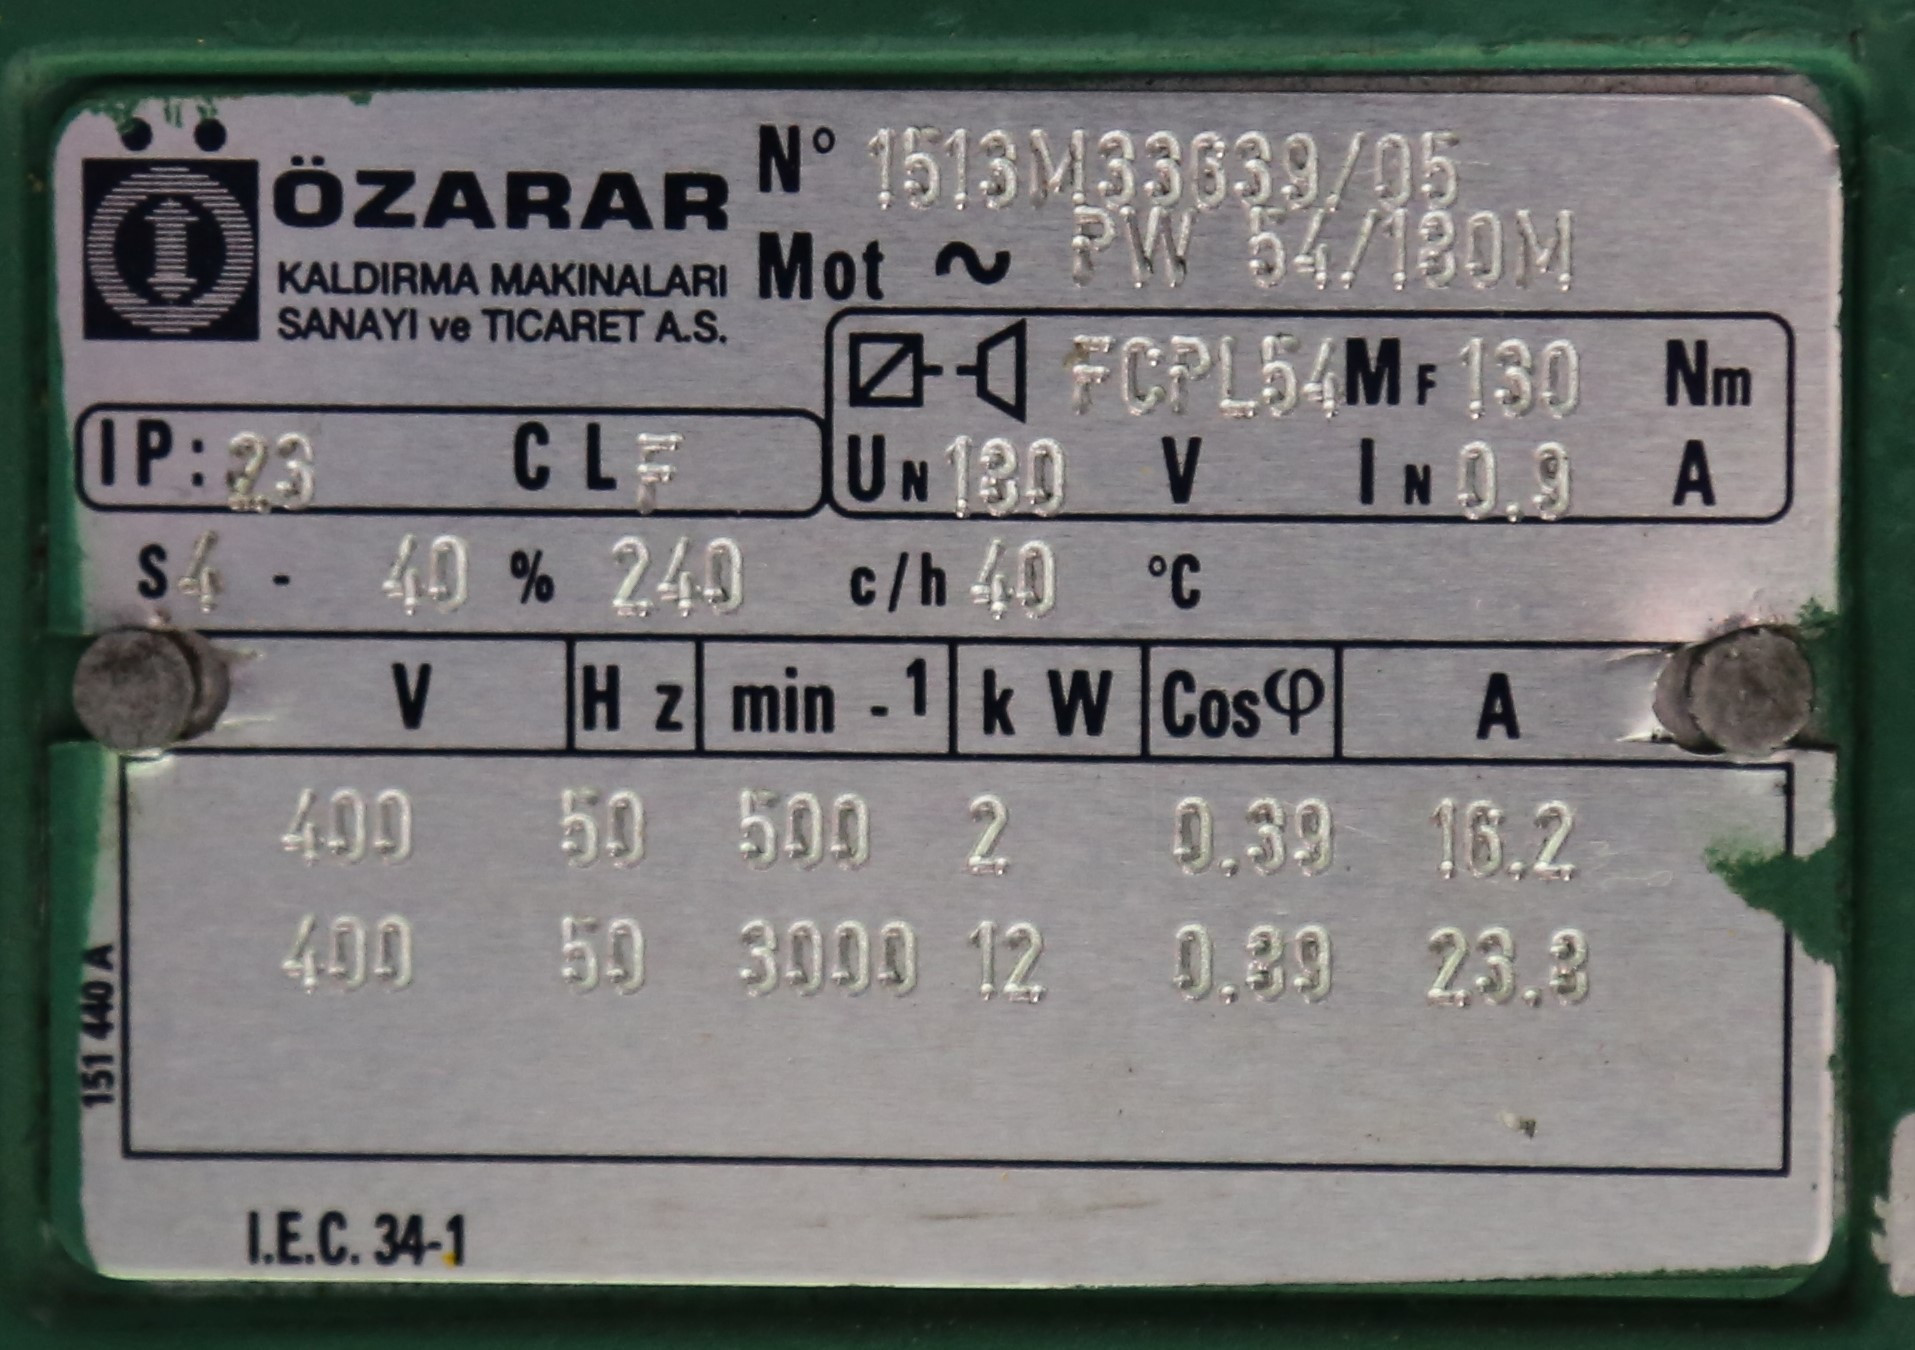 ÖZARAR
KALDIRMA MAKINALARI
SANAYI ve TICARET A.S.
N° 1513M33639/05
Mot ~ PW 54/180M
FCPL54 MF 130 Nm
UN 180 V IN 0.9 A
IP: 23 CL F
S4 - 40 % 240 c/h 40 °C
V Hz min -1 kW Cosφ A
400 50 500 2 0.39 16.2
400 50 3000 12 0.89 23.8
151 440 A
I.E.C. 34-1